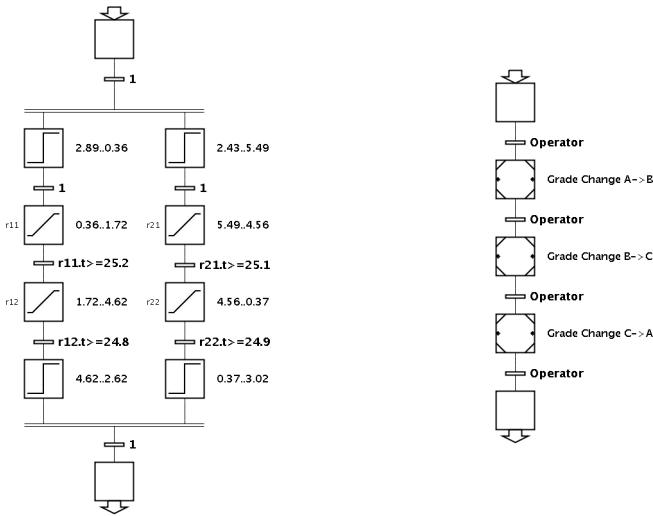 1
2.89..0.36
2.43..5.49
1
1
r11
0.36..1.72
r21
5.49..4.56
r11.t>=25.2
r21.t>=25.1
r12
1.72..4.62
r22
4.56..0.37
r12.t>=24.8
r22.t>=24.9
4.62..2.62
0.37..3.02
1
Operator
Grade Change A->B
Operator
Grade Change B->C
Operator
Grade Change C->A
Operator